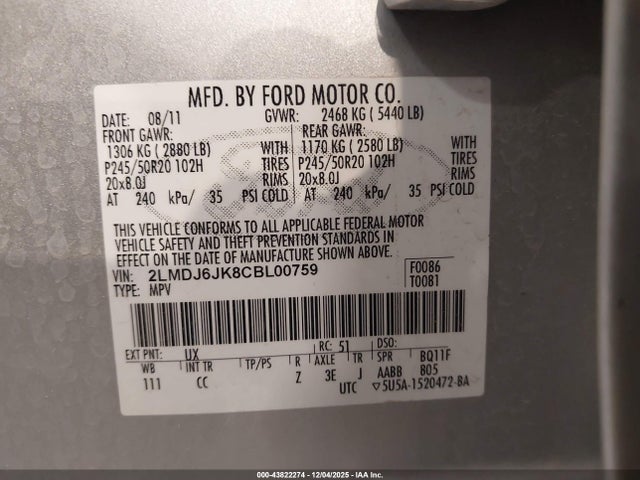 MFD. BY FORD MOTOR CO.
DATE: 08/11 GVWR: 2468 KG ( 5440 LB)
FRONT GAWR: REAR GAWR:
1306 KG ( 2880 LB) WITH 1170 KG ( 2580 LB) WITH
P245/50R20 102H TIRES P245/50R20 102H TIRES
20x8.0J RIMS 20x8.0J RIMS
AT 240 kPa/ 35 PSI COLD AT 240 kPa/ 35 PSI COLD
THIS VEHICLE CONFORMS TO ALL APPLICABLE FEDERAL MOTOR
VEHICLE SAFETY AND THEFT PREVENTION STANDARDS IN
EFFECT ON THE DATE OF MANUFACTURE SHOWN ABOVE.
VIN: 2LMDJ6JK8CBL00759 F0086
TYPE: MPV T0081
EXT PNT: UX RC: 51 DSO:
WB INT TR TP/PS R AXLE TR SPR BQ11F
111 CC Z 3E J AABB 805
UTC ▽5U5A-1520472-BA
000-43822274 | 12/04/2025 | IAA Inc.